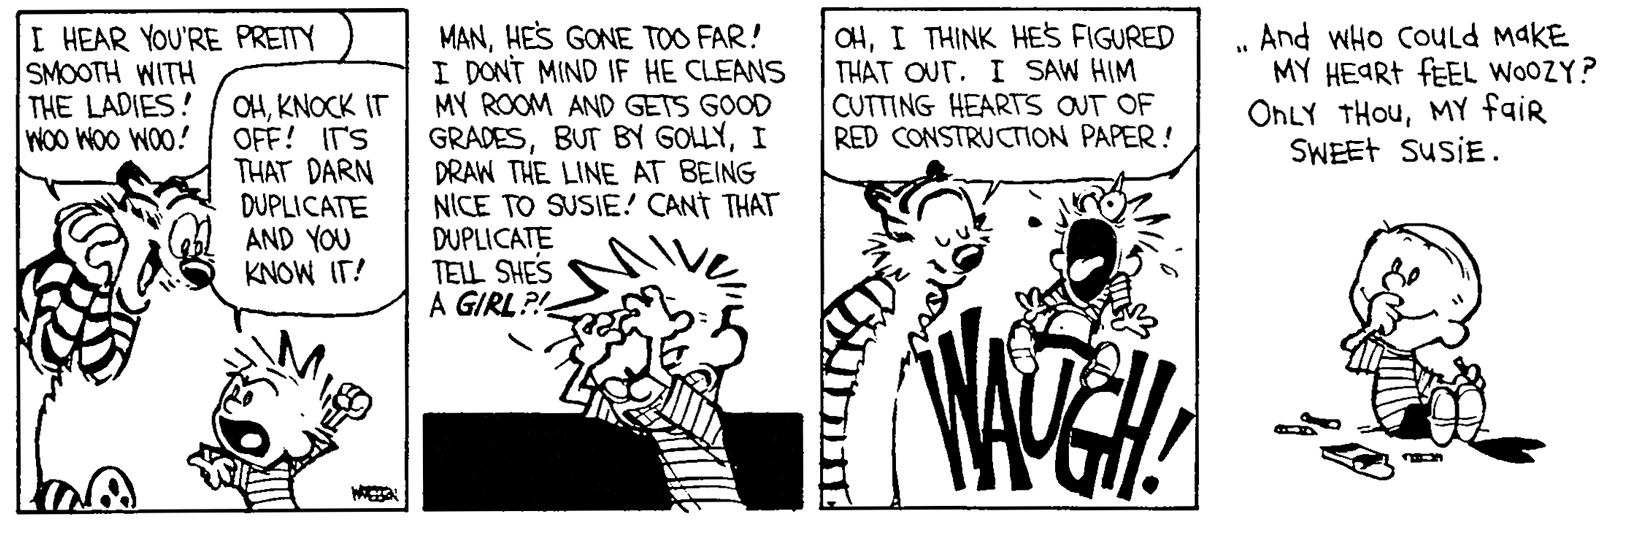 I HEAR YOU'RE PRETTY
SMOOTH WITH
THE LADIES!
WOO WOO WOO!
OH, KNOCK IT
OFF! IT'S
THAT DARN
DUPLICATE
AND YOU
KNOW IT!
MAN, HE'S GONE TOO FAR!
I DON'T MIND IF HE CLEANS
MY ROOM AND GETS GOOD
GRADES, BUT BY GOLLY, I
DRAW THE LINE AT BEING
NICE TO SUSIE! CAN'T THAT
DUPLICATE
TELL SHE'S
A GIRL?!
OH, I THINK HE'S FIGURED
THAT OUT. I SAW HIM
CUTTING HEARTS OUT OF
RED CONSTRUCTION PAPER!
WAUGH!
.. And WHO COULD MAKE
MY HEART FEEL WOOZY?
ONLY THOU, MY FAIR
SWEET SUSIE.